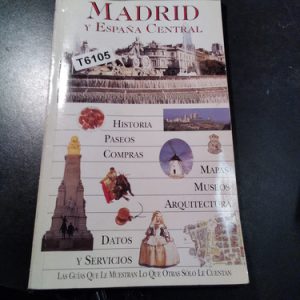 MADRID
Y ESPAÑA CENTRAL
T6105
HISTORIA
PASEOS
COMPRAS
MAPAS
MUSEOS
ARQUITECTURA
DATOS
Y SERVICIOS
LAS GUÍAS QUE LE MUESTRAN LO QUE OTRAS SÓLO LE CUENTAN